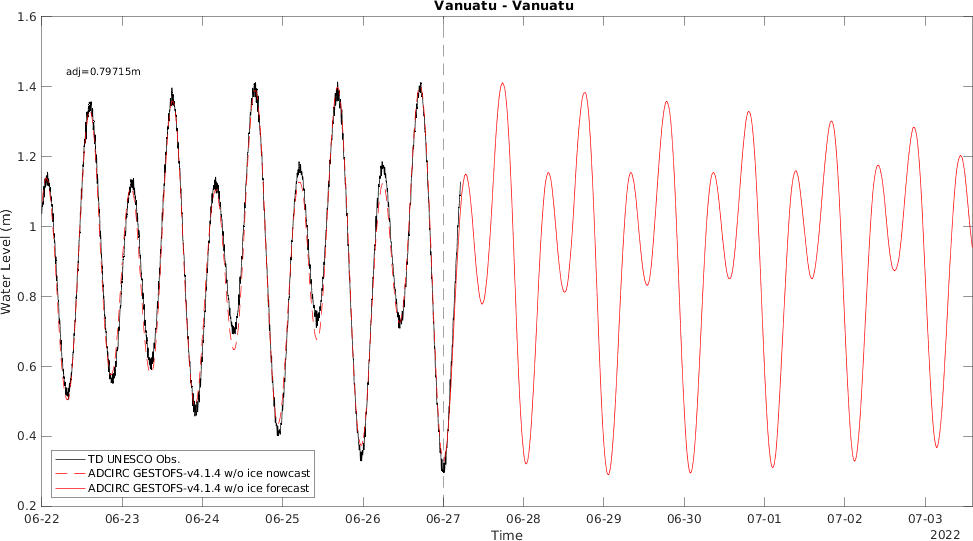 Vanuatu - Vanuatu
1.6
1.4
1.2
1
0.8
0.6
0.4
0.2
Water Level (m)
adj=0.79715m
TD UNESCO Obs.
ADCIRC GESTOFS-v4.1.4 w/o ice nowcast
ADCIRC GESTOFS-v4.1.4 w/o ice forecast
06-22 06-23 06-24 06-25 06-26 06-27 06-28 06-29 06-30 07-01 07-02 07-03
2022
Time